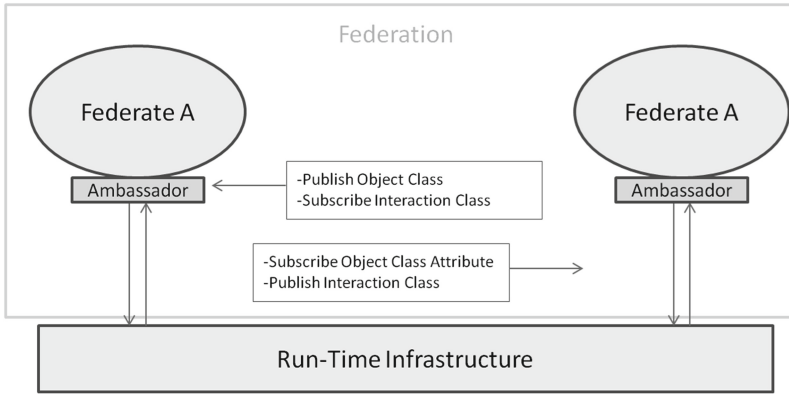 Federation
Federate A
Federate A
Ambassador
Ambassador
-Publish Object Class
-Subscribe Interaction Class
-Subscribe Object Class Attribute
-Publish Interaction Class
Run-Time Infrastructure